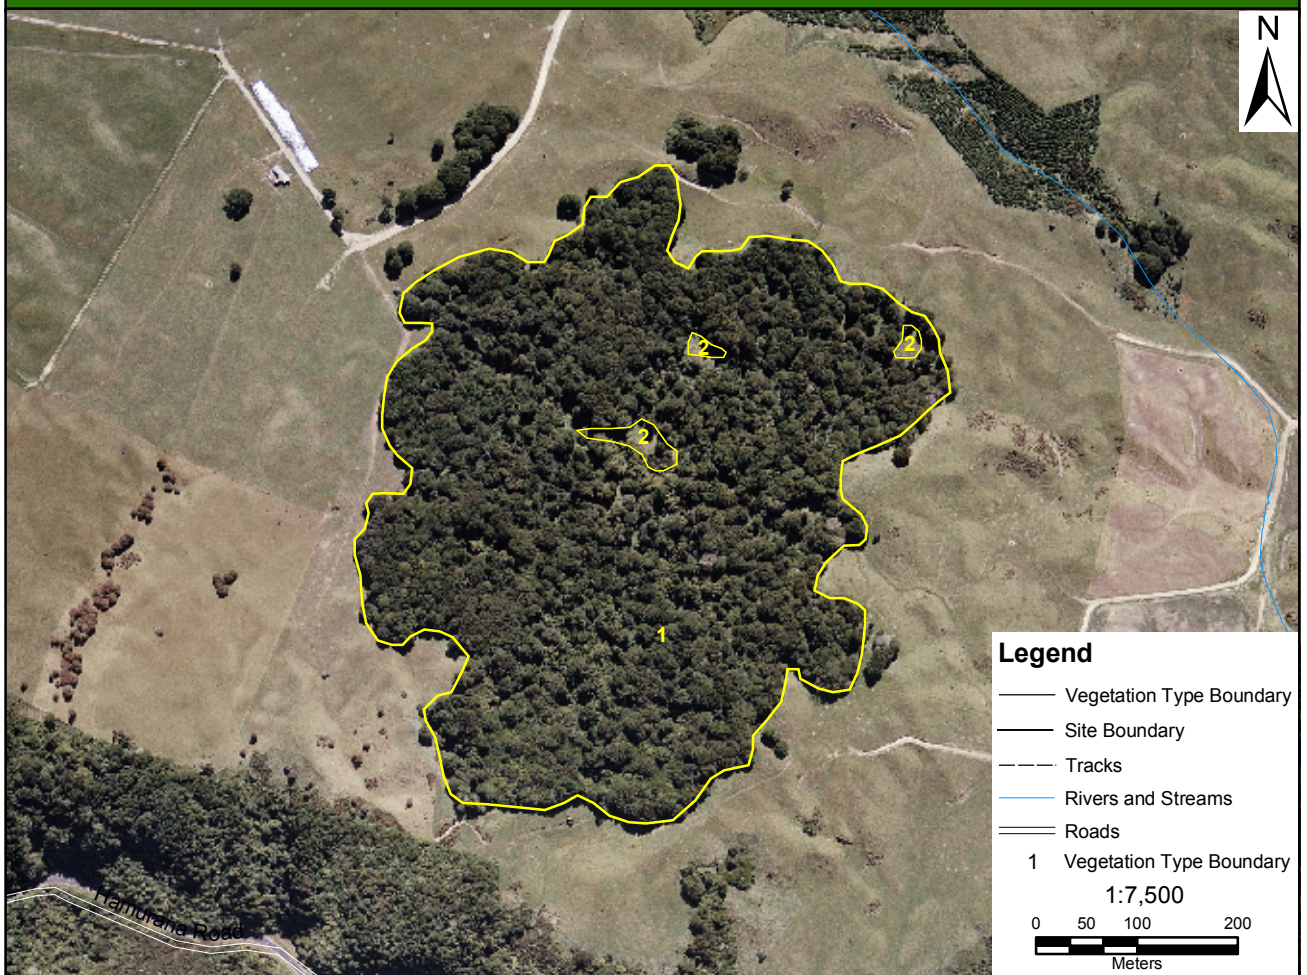 N
2
2
2
1
Hamurana Road
Legend
Vegetation Type Boundary
Site Boundary
Tracks
Rivers and Streams
Roads
1 Vegetation Type Boundary
1:7,500
0 50 100 200
Meters